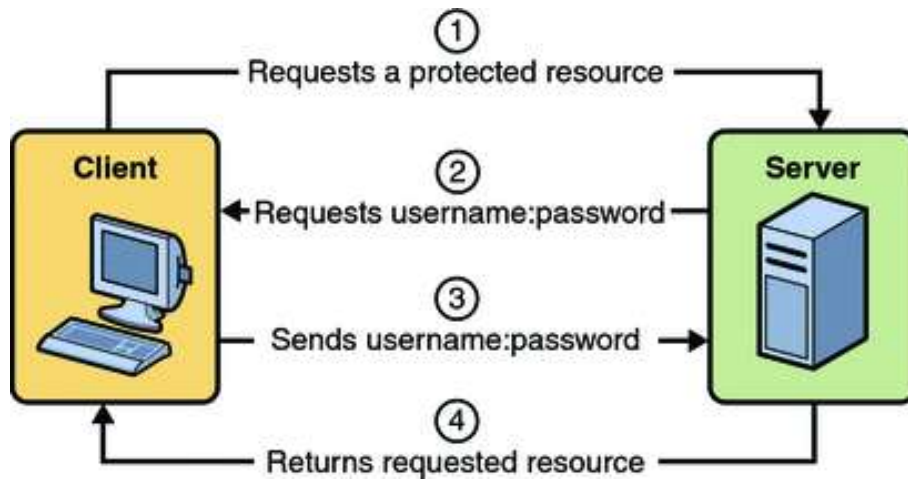 1
Requests a protected resource
Client
Server
2
Requests username:password
3
Sends username:password
4
Returns requested resource